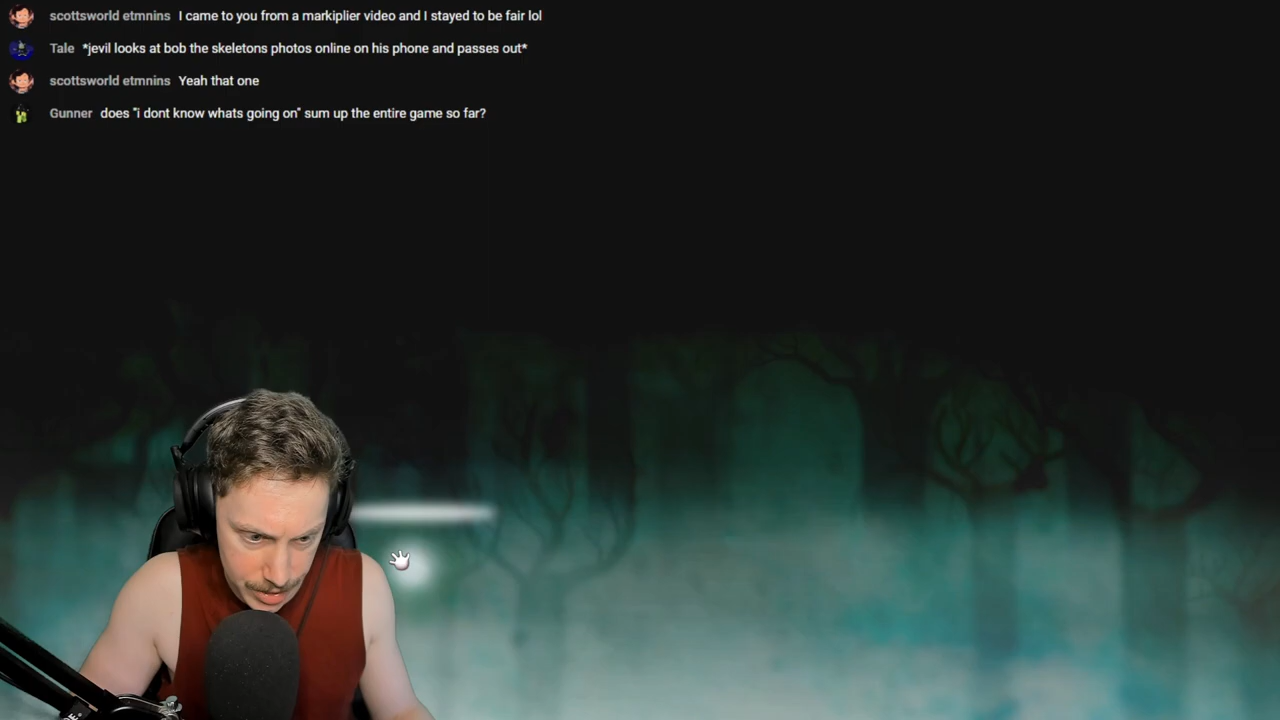 scottsworld etmnins I came to you from a markiplier video and I stayed to be fair lol
Tale *jevil looks at bob the skeletons photos online on his phone and passes out*
scottsworld etmnins Yeah that one
Gunner does "i dont know whats going on" sum up the entire game so far?